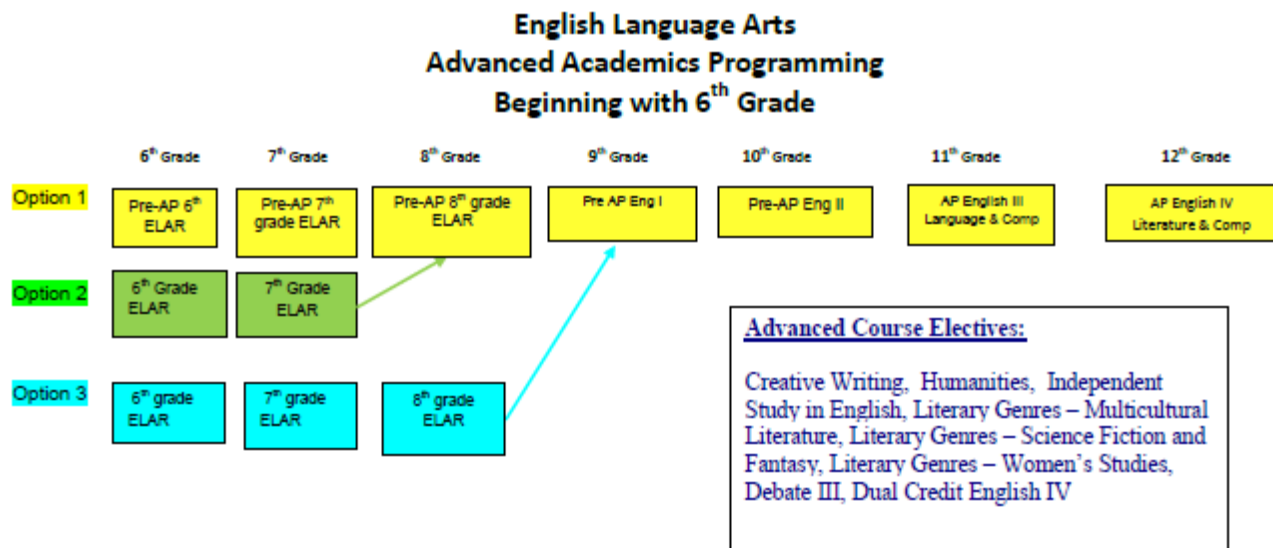 English Language Arts
Advanced Academics Programming
Beginning with 6th Grade
6th Grade 7th Grade 8th Grade 9th Grade 10th Grade 11th Grade 12th Grade
Option 1
Pre-AP 6th
ELAR
Pre-AP 7th
grade ELAR
Pre-AP 8th grade
ELAR
Pre AP Eng I
Pre-AP Eng II
AP English III
Language & Comp
AP English IV
Literature & Comp
Option 2
6th Grade
ELAR
7th Grade
ELAR
Option 3
6th grade
ELAR
7th grade
ELAR
8th grade
ELAR
Advanced Course Electives:
Creative Writing, Humanities, Independent
Study in English, Literary Genres – Multicultural
Literature, Literary Genres – Science Fiction and
Fantasy, Literary Genres – Women's Studies,
Debate III, Dual Credit English IV